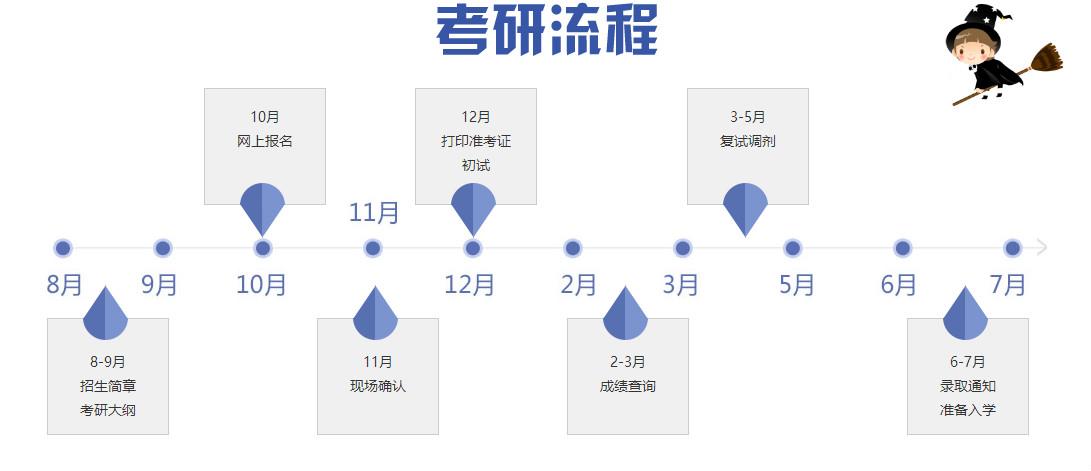 考研流程
10月
网上报名
12月
打印准考证
初试
3-5月
复试调剂
11月
8月
9月
10月
12月
2月
3月
5月
6月
7月
8-9月
招生简章
考研大纲
11月
现场确认
2-3月
成绩查询
6-7月
录取通知
准备入学